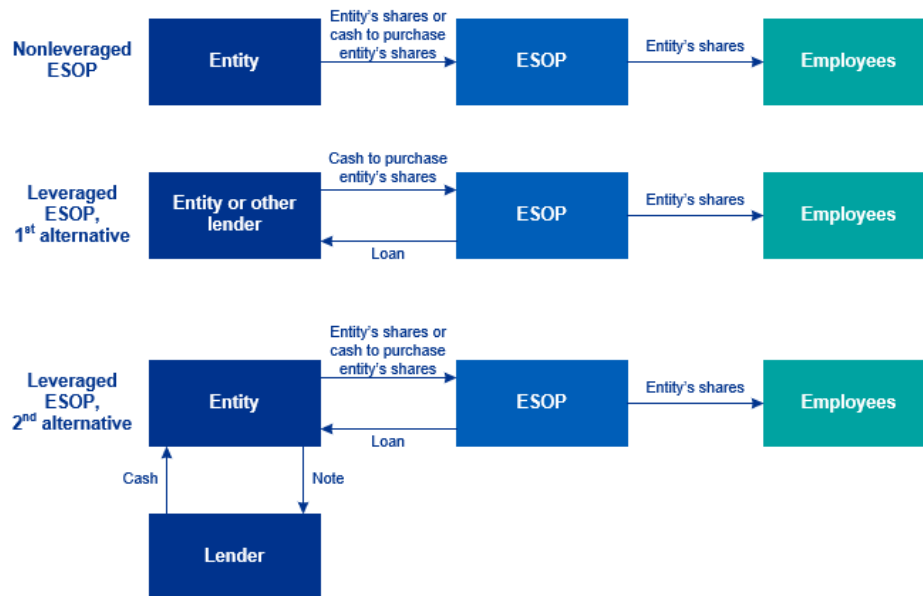 Nonleveraged
ESOP
Entity
Entity's shares or
cash to purchase
entity's shares
ESOP
Entity's shares
Employees
Leveraged
ESOP,
1st alternative
Entity or other
lender
Cash to purchase
entity's shares
Loan
ESOP
Entity's shares
Employees
Leveraged
ESOP,
2nd alternative
Entity
Entity's shares or
cash to purchase
entity's shares
Loan
ESOP
Entity's shares
Employees
Cash
Note
Lender